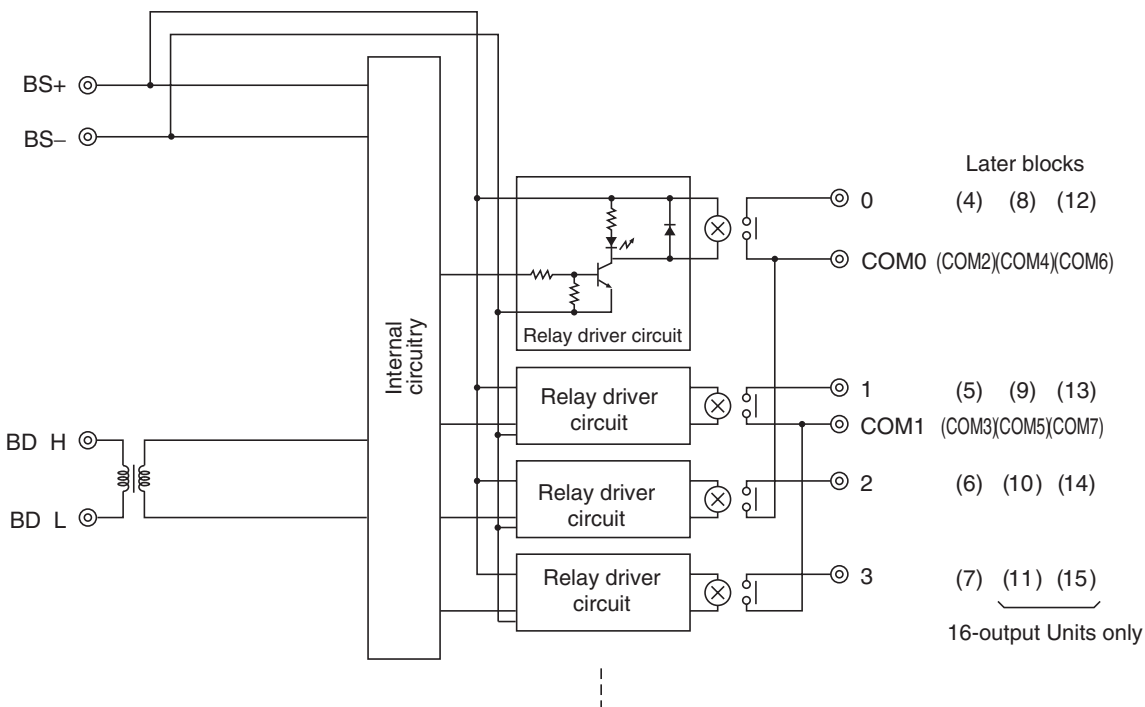 BS+
BS−
Later blocks
0 (4) (8) (12)
COM0 (COM2)(COM4)(COM6)
Relay driver circuit
Internal
circuitry
Relay driver
circuit
1 (5) (9) (13)
COM1 (COM3)(COM5)(COM7)
BD H
BD L
Relay driver
circuit
2 (6) (10) (14)
Relay driver
circuit
3 (7) (11) (15)
16-output Units only